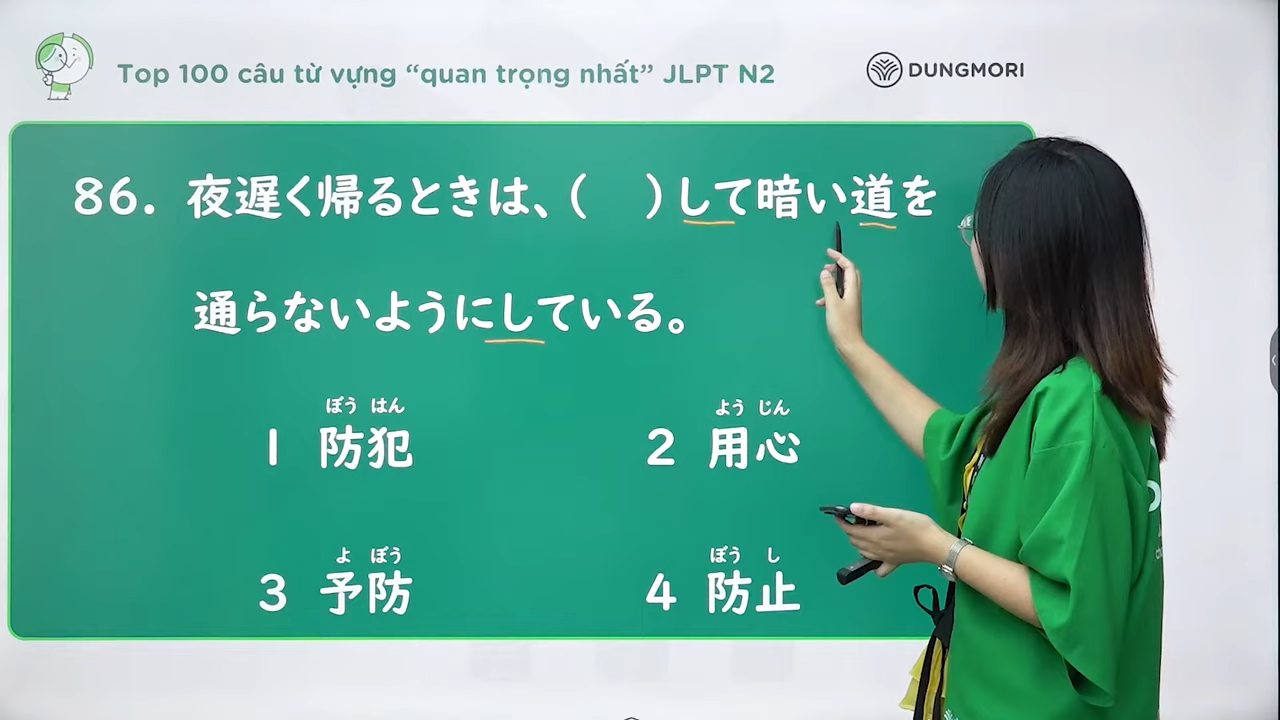 Top 100 câu từ vựng “quan trọng nhất” JLPT N2
DUNGMORI
86. 夜遅く帰るときは、( )して暗い道を
通らないようにしている。
ぼう はん
1 防犯
よう じん
2 用心
よ ぼう
3 予防
ぼう し
4 防止